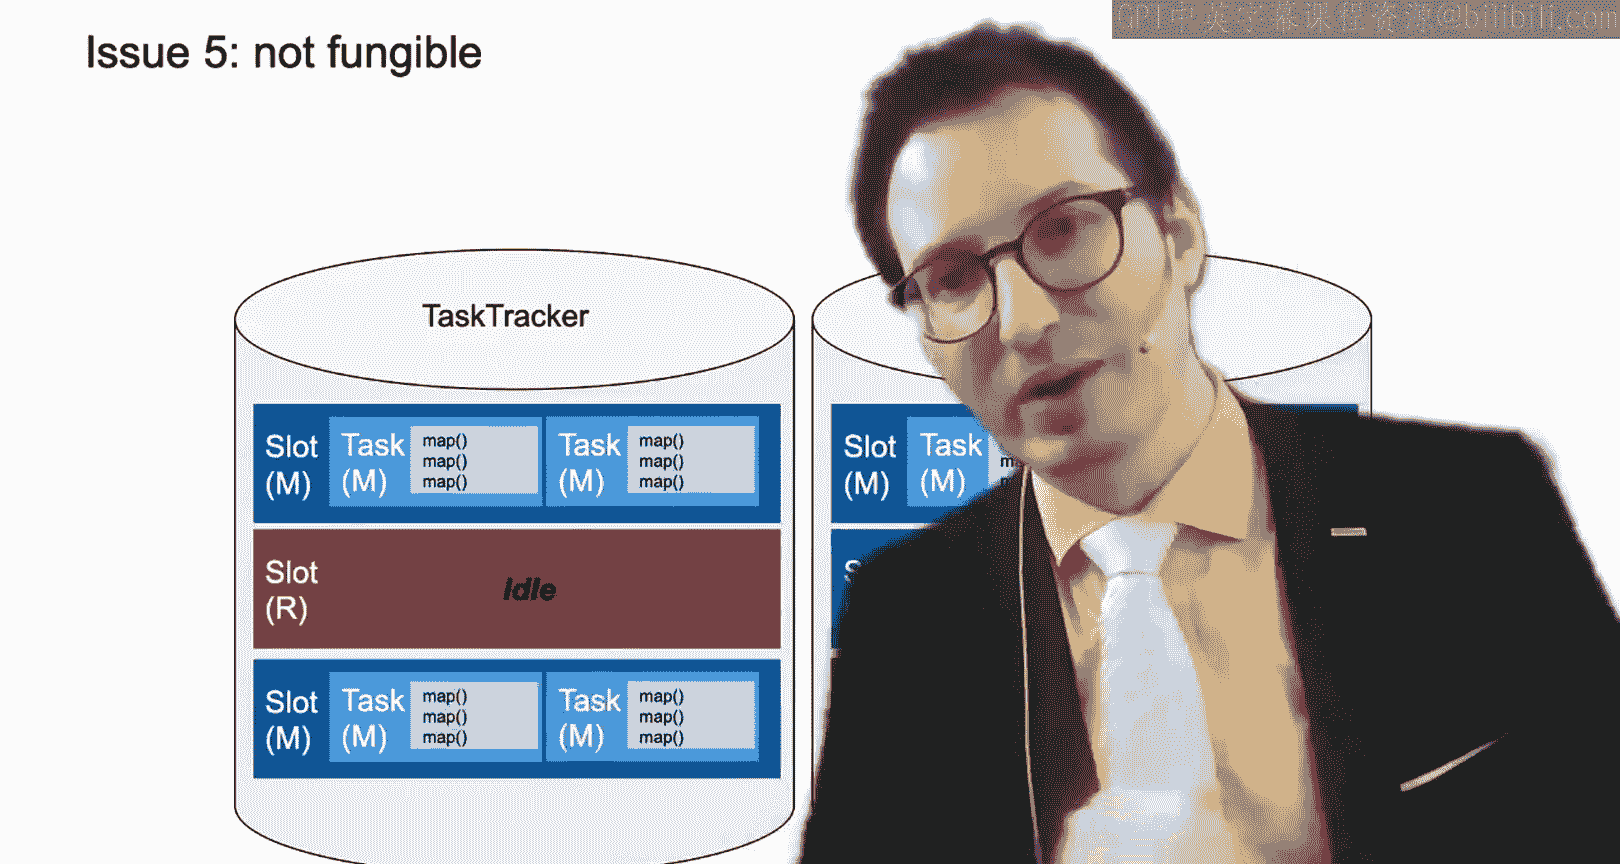 Issue 5: not fungible
TaskTracker
Slot
(M)
Task
(M)
map()
map()
map()
Task
(M)
map()
map()
map()
Slot
(R)
Idle
Slot
(M)
Task
(M)
map()
map()
map()
Task
(M)
map()
map()
map()
Slot
(M)
Task
(M)